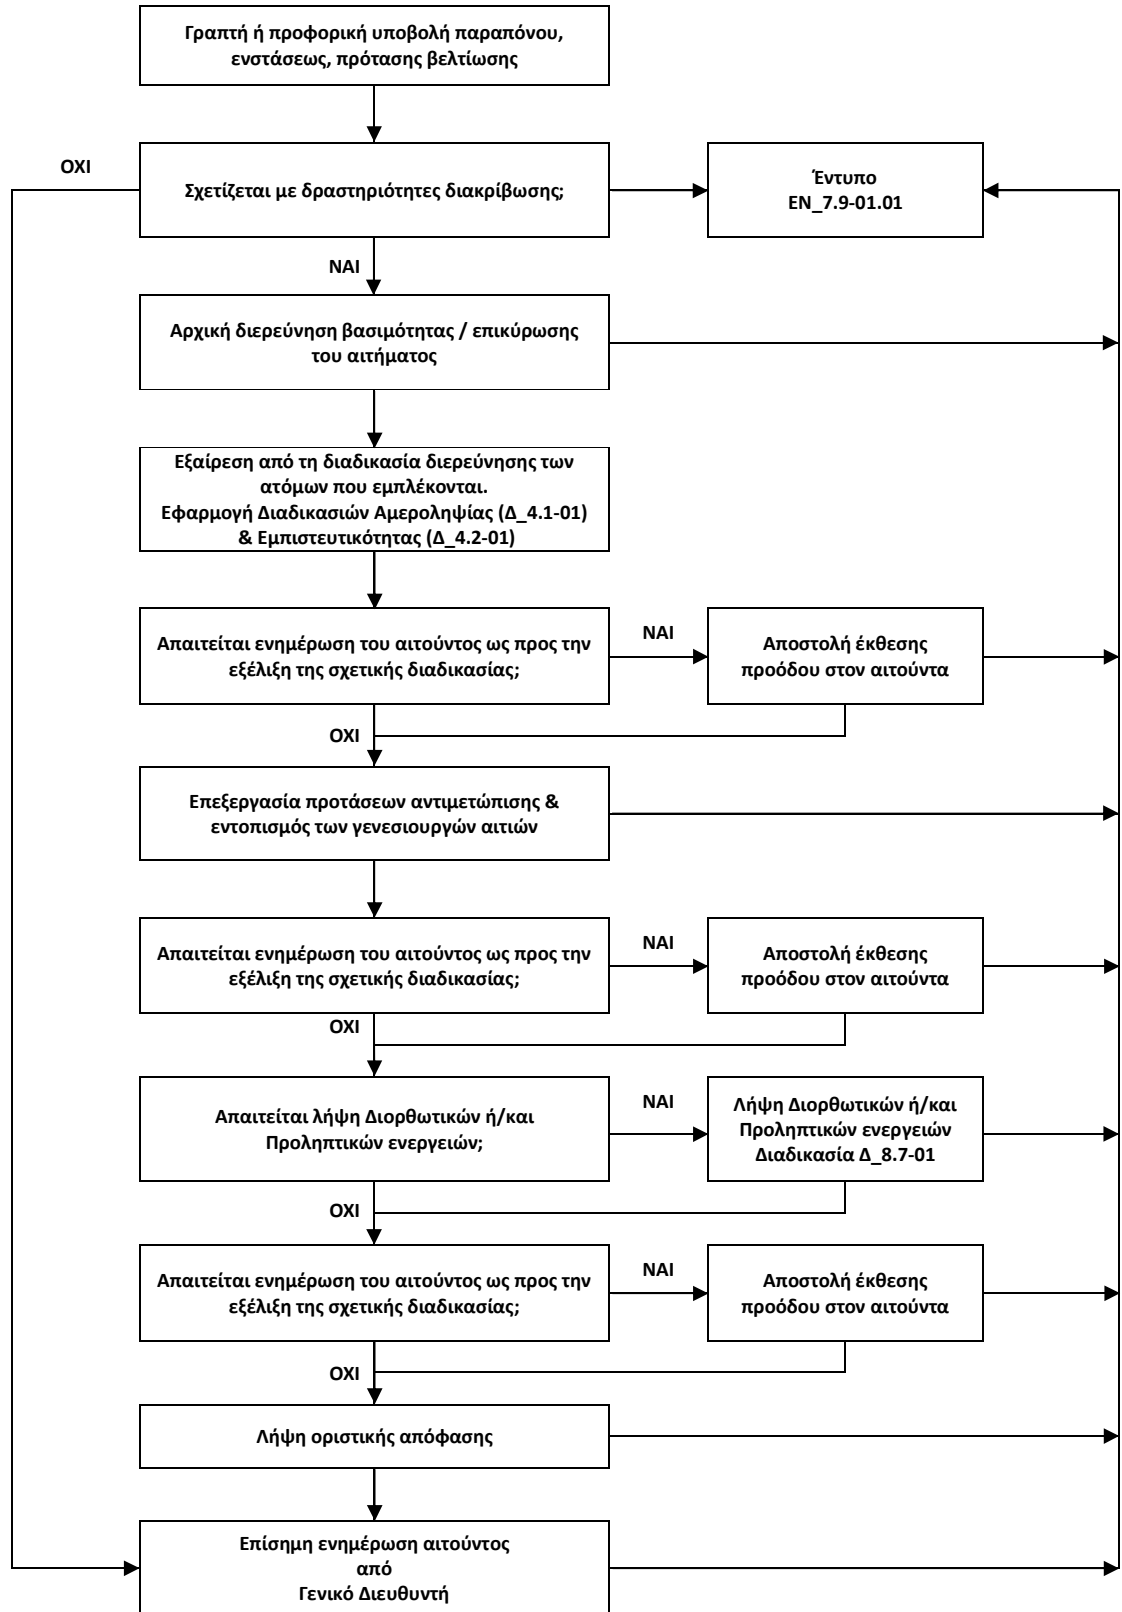 Γραπτή ή προφορική υποβολή παραπόνου,
ενστάσεως, πρότασης βελτίωσης
ΟΧΙ
Σχετίζεται με δραστηριότητες διακρίβωσης;
Έντυπο
ΕΝ_7.9-01.01
ΝΑΙ
Αρχική διερεύνηση βασιμότητας / επικύρωσης
του αιτήματος
Εξαίρεση από τη διαδικασία διερεύνησης των
ατόμων που εμπλέκονται.
Εφαρμογή Διαδικασιών Αμεροληψίας (Δ_4.1-01)
& Εμπιστευτικότητας (Δ_4.2-01)
Απαιτείται ενημέρωση του αιτούντος ως προς την
εξέλιξη της σχετικής διαδικασίας;
ΝΑΙ
Αποστολή έκθεσης
προόδου στον αιτούντα
ΟΧΙ
Επεξεργασία προτάσεων αντιμετώπισης &
εντοπισμός των γενεσιουργών αιτιών
Απαιτείται ενημέρωση του αιτούντος ως προς την
εξέλιξη της σχετικής διαδικασίας;
ΝΑΙ
Αποστολή έκθεσης
προόδου στον αιτούντα
ΟΧΙ
Απαιτείται λήψη Διορθωτικών ή/και
Προληπτικών ενεργειών;
ΝΑΙ
Λήψη Διορθωτικών ή/και
Προληπτικών ενεργειών
Διαδικασία Δ_8.7-01
ΟΧΙ
Απαιτείται ενημέρωση του αιτούντος ως προς την
εξέλιξη της σχετικής διαδικασίας;
ΝΑΙ
Αποστολή έκθεσης
προόδου στον αιτούντα
ΟΧΙ
Λήψη οριστικής απόφασης
Επίσημη ενημέρωση αιτούντος
από
Γενικό Διευθυντή